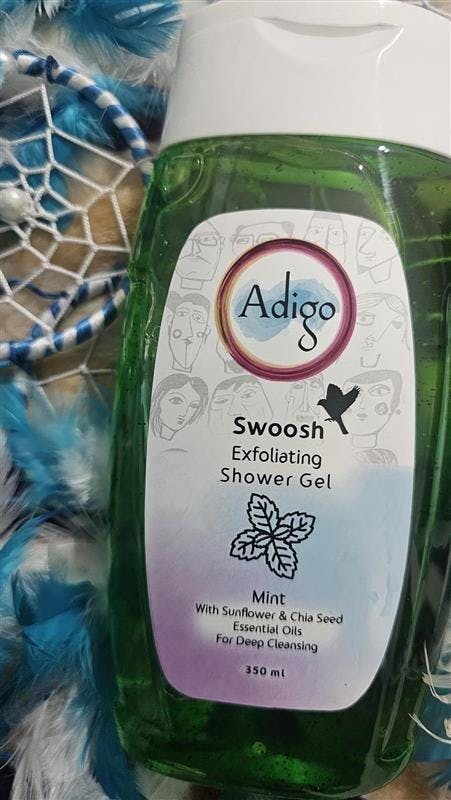 Adigo
Swoosh
Exfoliating
Shower Gel
Mint
With Sunflower & Chia Seed
Essential Oils
For Deep Cleansing
350 ml